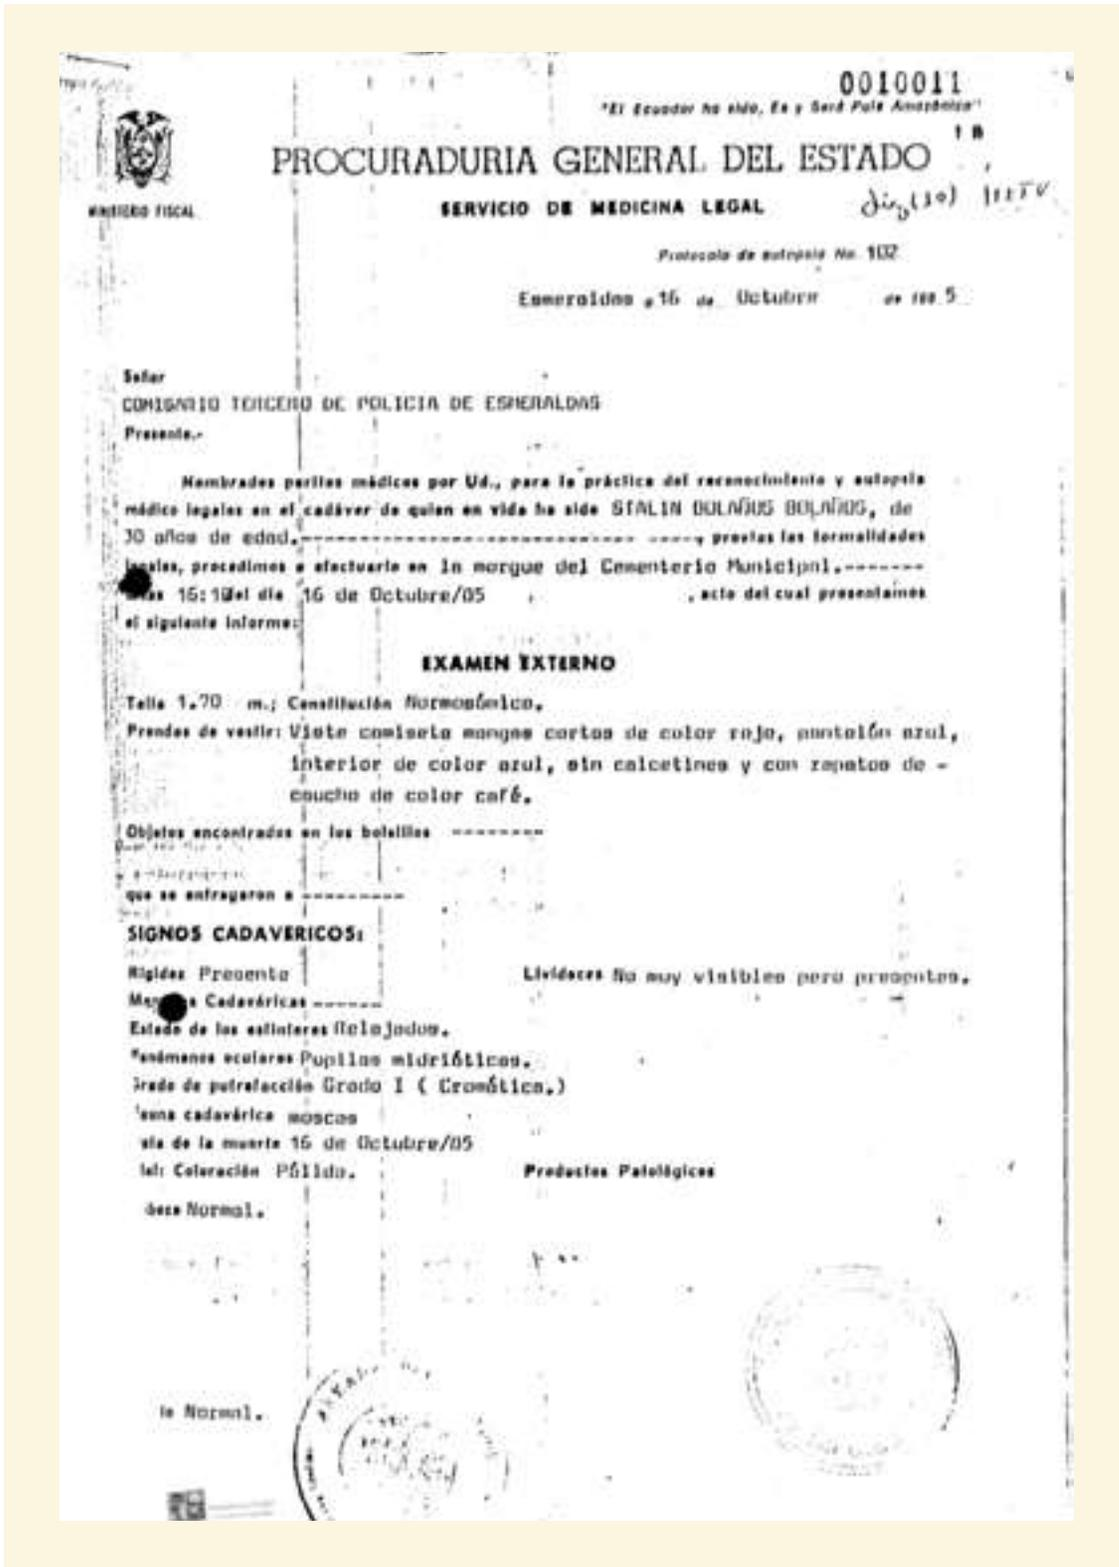 0010011
"El Ecuador ha sido, Es y Será País Amazónico"
PROCURADURIA GENERAL DEL ESTADO
MINISTERIO FISCAL
SERVICIO DE MEDICINA LEGAL
(10)
Protocolo de autopsia No. 102
Esmeraldas a 16 de Octubre de 5
Señor
COMISARIO TERCERO DE POLICIA DE ESMERALDAS
Presente.-
Nombrados peritos médicos por Ud., para la práctica del reconocimiento y autopsia
médico legales en el cadáver de quien en vida ha sido STALIN BOLAÑOS BOLAÑOS, de
30 años de edad.-------------------------------- -----, previas las formalidades
legales, procedimos a efectuarlo en la morgue del Cementerio Municipal.-------
del día 16 de Octubre/05 , acto del cual presentamos
el siguiente informe:
EXAMEN EXTERNO
Talla 1.70 m.; Constitución
Prendas de vestir: Viste camiseta mangas cortas de color rojo, pantalón azul,
interior de color azul, sin calcetines y con zapatos de -
caucho de color café.
Objetos encontrados en los bolsillos --------
que se entregaron a ---------
SIGNOS CADAVERICOS:
Rigidez Presente
Livideces No muy visibles pero presentes.
Cadavéricas ------
Estado de los esfínteres Relajados.
Fenómenos oculares Pupilas midriáticas.
Grado de putrefacción Grado I ( Cromática.)
cadavérica moscas
de la muerte 16 de Octubre/05
Coloración Pálida.
Productos Patológicos
Normal.
Normal.